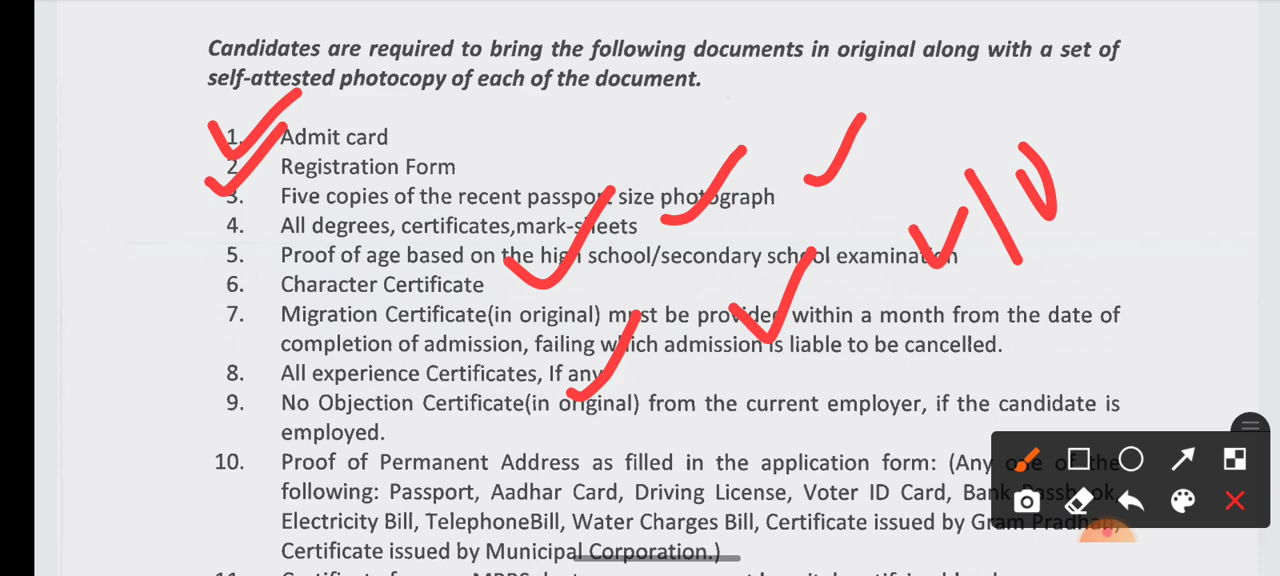 Candidates are required to bring the following documents in original along with a set of
self-attested photocopy of each of the document.
1. Admit card
2. Registration Form
3. Five copies of the recent passport size photograph
4. All degrees, certificates,mark-sheets
5. Proof of age based on the high school/secondary school examination
6. Character Certificate
7. Migration Certificate(in original) must be provided within a month from the date of
completion of admission, failing which admission is liable to be cancelled.
8. All experience Certificates, If any
9. No Objection Certificate(in original) from the current employer, if the candidate is
employed.
10. Proof of Permanent Address as filled in the application form: (Any one of the
following: Passport, Aadhar Card, Driving License, Voter ID Card, Bank Passbook,
Electricity Bill, TelephoneBill, Water Charges Bill, Certificate issued by Gram Pradhan,
Certificate issued by Municipal Corporation.)